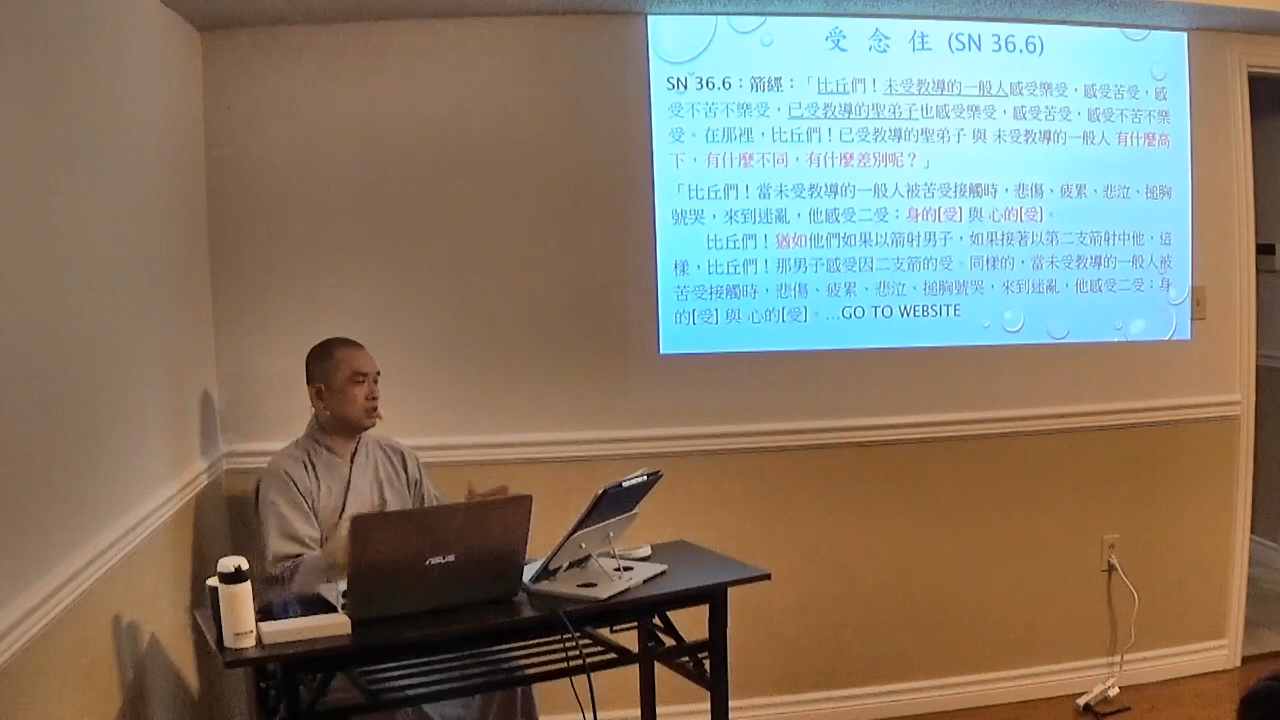 受 念 住 (SN 36.6)
SN 36.6：箭經：「比丘們！未受教導的一般人感受樂受，感受苦受，感
受不苦不樂受，已受教導的聖弟子也感受樂受，感受苦受，感受不苦不樂
受。在那裡，比丘們！已受教導的聖弟子 與 未受教導的一般人 有什麼高
下，有什麼不同，有什麼差別呢？」
「比丘們！當未受教導的一般人被苦受接觸時，悲傷、疲累、悲泣、搥胸
號哭，來到迷亂，他感受二受：身的[受] 與 心的[受]。
比丘們！猶如他們如果以箭射男子，如果接著以第二支箭射中他，這
樣，比丘們！那男子感受因二支箭的受。同樣的，當未受教導的一般人被
苦受接觸時，悲傷、疲累、悲泣、搥胸號哭，來到迷亂，他感受二受：身
的[受] 與 心的[受]。...GO TO WEBSITE
ASUS